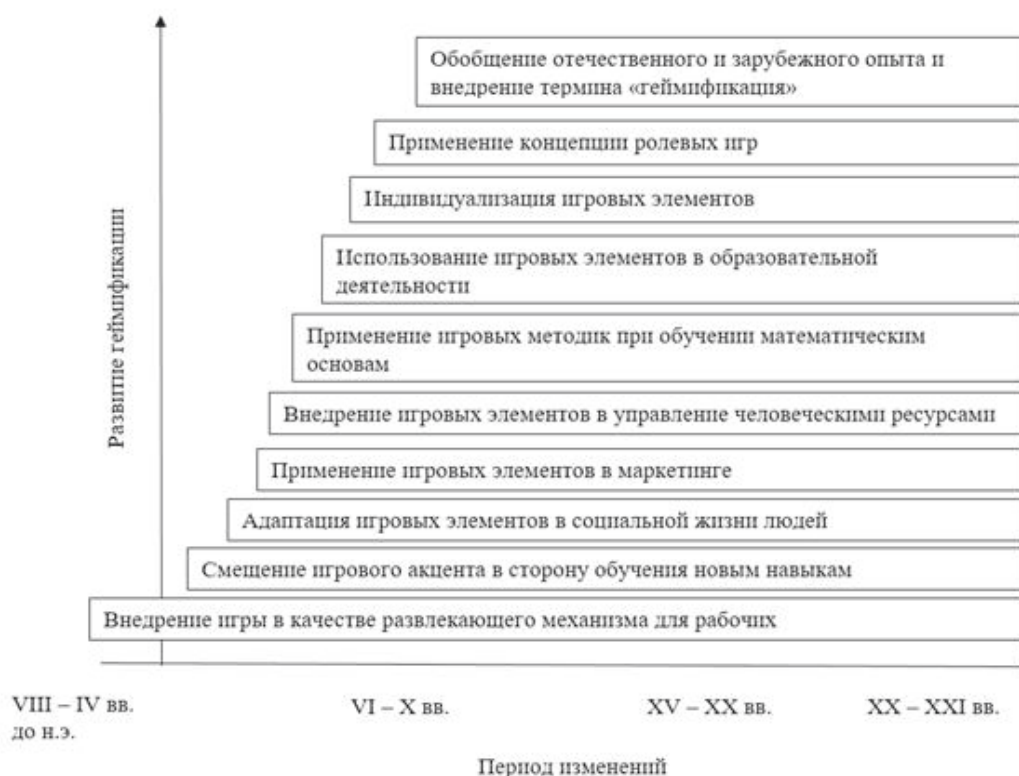 Обобщение отечественного и зарубежного опыта и
внедрение термина «геймификация»
Применение концепции ролевых игр
Индивидуализация игровых элементов
Использование игровых элементов в образовательной
деятельности
Применение игровых методик при обучении математическим
основам
Внедрение игровых элементов в управление человеческими ресурсами
Применение игровых элементов в маркетинге
Адаптация игровых элементов в социальной жизни людей
Смещение игрового акцента в сторону обучения новым навыкам
Внедрение игры в качестве развлекающего механизма для рабочих
Развитие геймификации
VIII – IV вв.
до н.э.
VI – X вв.
XV – XX вв.
XX – XXI вв.
Период изменений